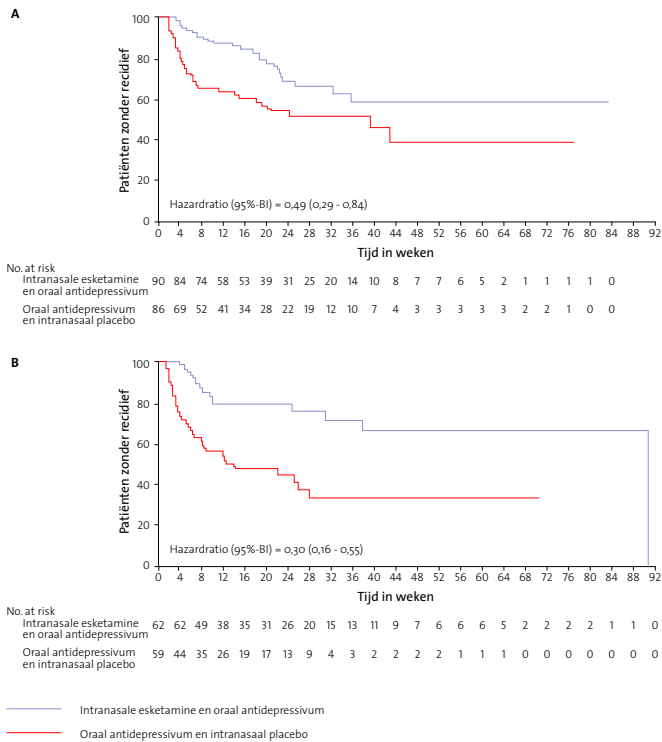 A
Patiënten zonder recidief
100
80
60
40
20
0
Hazardratio (95%-BI) = 0,49 (0,29 - 0,84)
0 4 8 12 16 20 24 28 32 36 40 44 48 52 56 60 64 68 72 76 80 84 88 92
Tijd in weken
No. at risk
Intranasale esketamine
en oraal antidepressivum
90 84 74 58 53 39 31 25 20 14 10 8 7 7 6 5 2 1 1 1 1 0
Oraal antidepressivum
en intranasaal placebo
86 69 52 41 34 28 22 19 12 10 7 4 3 3 3 3 3 2 2 1 0 0
B
Patiënten zonder recidief
100
80
60
40
20
0
Hazardratio (95%-BI) = 0,30 (0,16 - 0,55)
0 4 8 12 16 20 24 28 32 36 40 44 48 52 56 60 64 68 72 76 80 84 88 92
Tijd in weken
No. at risk
Intranasale esketamine
en oraal antidepressivum
62 62 49 38 35 31 26 20 15 13 11 9 7 6 6 6 5 2 2 2 2 1 1 0
Oraal antidepressivum
en intranasaal placebo
59 44 35 26 19 17 13 9 4 3 2 2 2 2 1 1 1 0 0 0 0 0 0 0
Intranasale esketamine en oraal antidepressivum
Oraal antidepressivum en intranasaal placebo